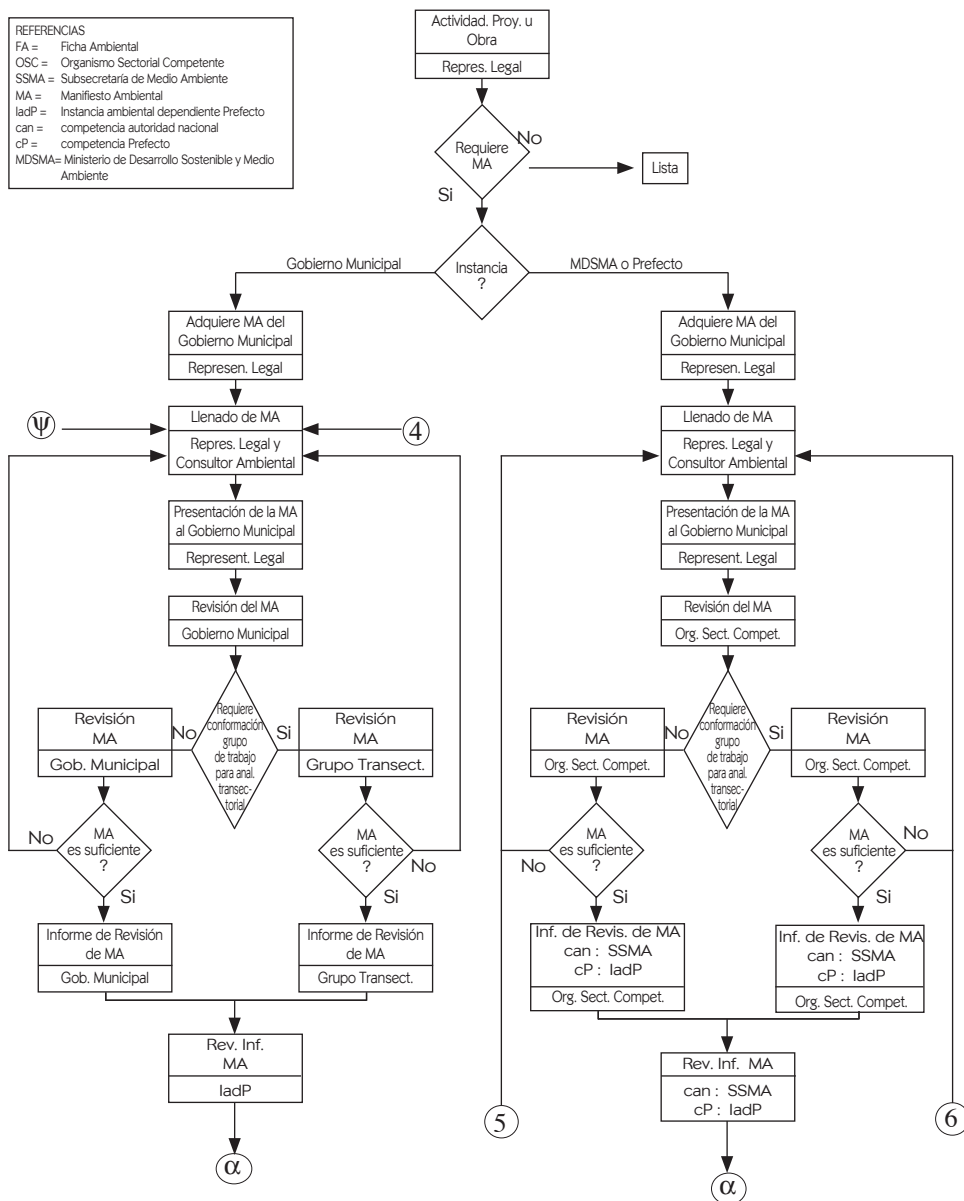 REFERENCIAS
FA = Ficha Ambiental
OSC = Organismo Sectorial Competente
SSMA = Subsecretaría de Medio Ambiente
MA = Manifiesto Ambiental
IadP = Instancia ambiental dependiente Prefecto
can = competencia autoridad nacional
cP = competencia Prefecto
MDSMA= Ministerio de Desarrollo Sostenible y Medio
Ambiente
Actividad. Proy. u
Obra
Repres. Legal
Requiere
MA
No
Lista
Si
Instancia
?
Gobierno Municipal
MDSMA o Prefecto
Adquiere MA del
Gobierno Municipal
Represen. Legal
Ψ
Llenado de MA
Repres. Legal y
Consultor Ambiental
4
Presentación de la MA
al Gobierno Municipal
Represent. Legal
Revisión del MA
Gobierno Municipal
Requiere
conformación
grupo
de trabajo
para anal.
transec-
torial
No
Si
Revisión
MA
Gob. Municipal
Revisión
MA
Grupo Transect.
MA
es suficiente
?
No
Si
MA
es suficiente
?
No
Si
Informe de Revisión
de MA
Gob. Municipal
Informe de Revisión
de MA
Grupo Transect.
Rev. Inf.
MA
IadP
α
Adquiere MA del
Gobierno Municipal
Represen. Legal
Llenado de MA
Repres. Legal y
Consultor Ambiental
Presentación de la MA
al Gobierno Municipal
Represent. Legal
Revisión del MA
Org. Sect. Compet.
Requiere
conformación
grupo
de trabajo
para anal.
transec-
torial
No
Si
Revisión
MA
Org. Sect. Compet.
Revisión
MA
Org. Sect. Compet.
MA
es suficiente
?
No
Si
MA
es suficiente
?
No
Si
Inf. de Revis. de MA
can : SSMA
cP : IadP
Org. Sect. Compet.
Inf. de Revis. de MA
can : SSMA
cP : IadP
Org. Sect. Compet.
Rev. Inf. MA
can : SSMA
cP : IadP
5
6
α